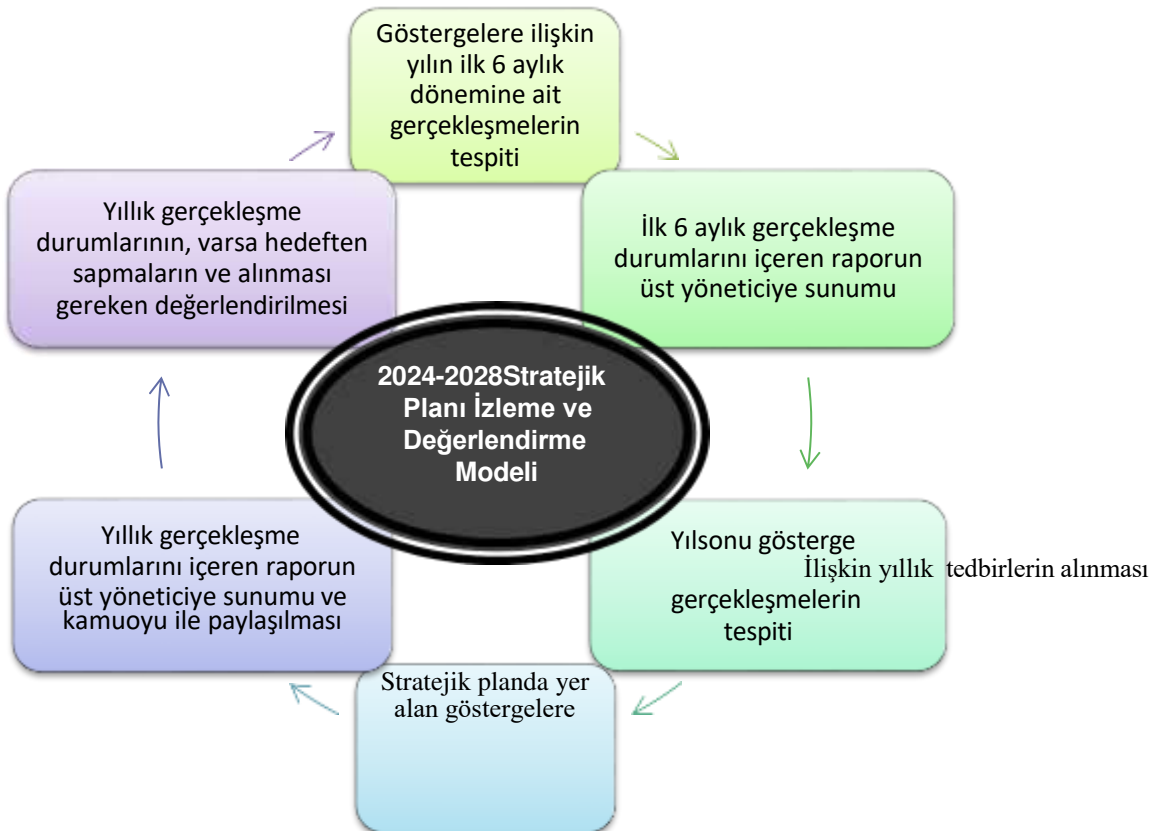 Göstergelere ilişkin
yılın ilk 6 aylık
dönemine ait
gerçekleşmelerin
tespiti
İlk 6 aylık gerçekleşme
durumlarını içeren raporun
üst yöneticiye sunumu
Yılsonu gösterge
İlişkin yıllık tedbirlerin alınması
gerçekleşmelerin
tespiti
Stratejik planda yer
alan göstergelere
Yıllık gerçekleşme
durumlarını içeren raporun
üst yöneticiye sunumu ve
kamuoyu ile paylaşılması
Yıllık gerçekleşme
durumlarının, varsa hedeften
sapmaların ve alınması
gereken değerlendirilmesi
2024-2028Stratejik
Planı İzleme ve
Değerlendirme
Modeli